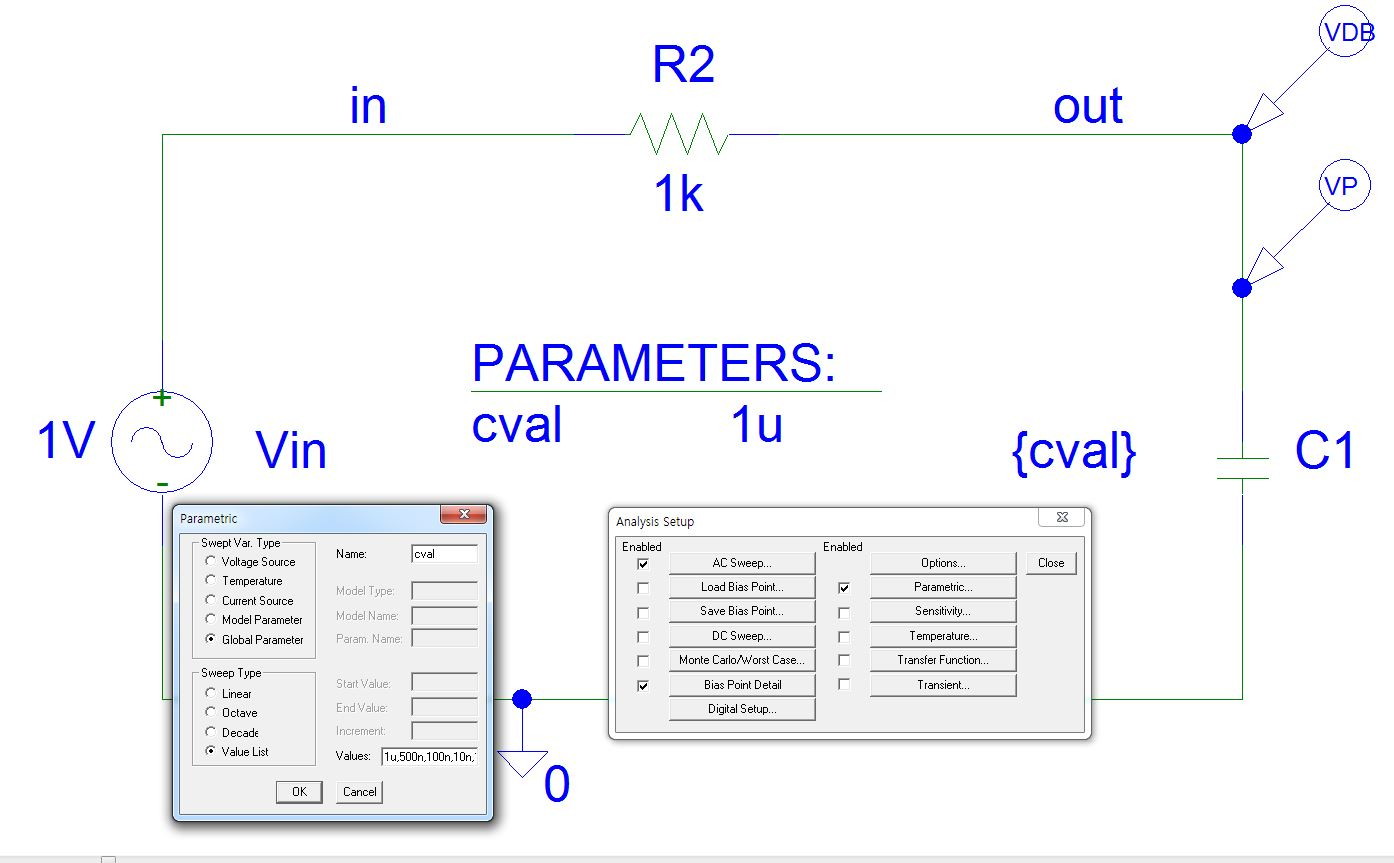 VDB
R2
in
out
1k
VP
PARAMETERS:
cval 1u
+
1V
Vin
-
{cval}
C1
0
Parametric
Swept Var. Type
Voltage Source
Temperature
Current Source
Model Parameter
Global Parameter
Sweep Type
Linear
Octave
Decade
Value List
Name: cval
Model Type:
Model Name:
Param. Name:
Start Value:
End Value:
Increment:
Values: 1u,500n,100n,10n,
OK Cancel
Analysis Setup
Enabled Enabled
AC Sweep... Options... Close
Load Bias Point... Parametric...
Save Bias Point... Sensitivity...
DC Sweep... Temperature...
Monte Carlo/Worst Case... Transfer Function...
Bias Point Detail Transient...
Digital Setup...